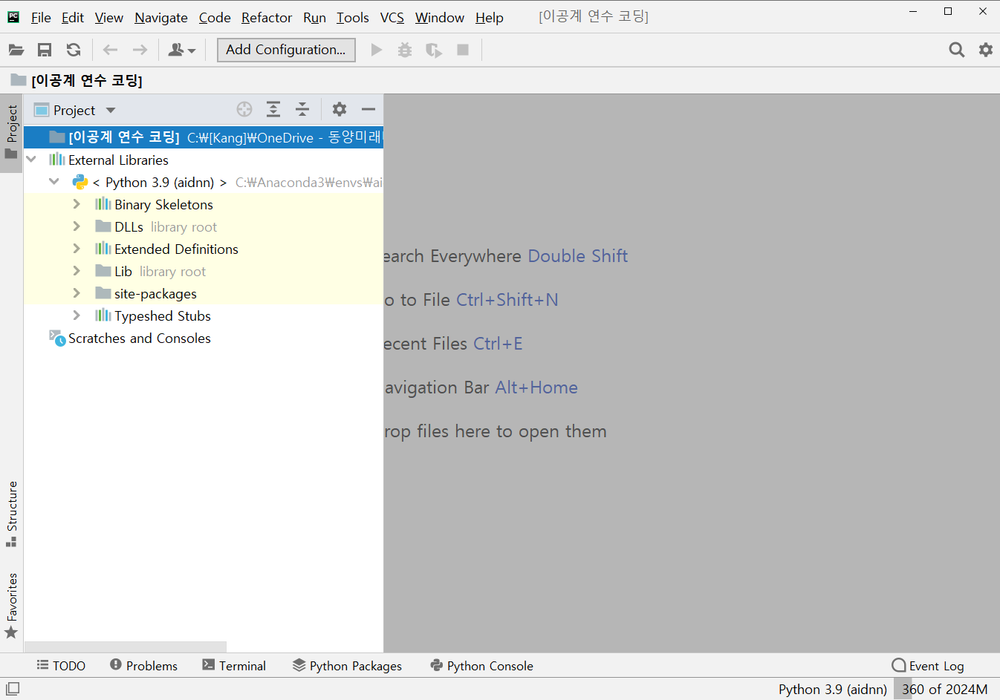 File Edit View Navigate Code Refactor Run Tools VCS Window Help [이공계 연수 코딩]
Add Configuration...
[이공계 연수 코딩]
Project
Project
[이공계 연수 코딩] C:₩[Kang]₩OneDrive - 동양미래
External Libraries
< Python 3.9 (aidnn) > C:₩Anaconda3₩envs₩ai
Binary Skeletons
DLLs library root
Extended Definitions
Lib library root
site-packages
Typeshed Stubs
Scratches and Consoles
earch Everywhere Double Shift
o to File Ctrl+Shift+N
ecent Files Ctrl+E
avigation Bar Alt+Home
rop files here to open them
Structure
Favorites
TODO Problems Terminal Python Packages Python Console Event Log
Python 3.9 (aidnn) 360 of 2024M